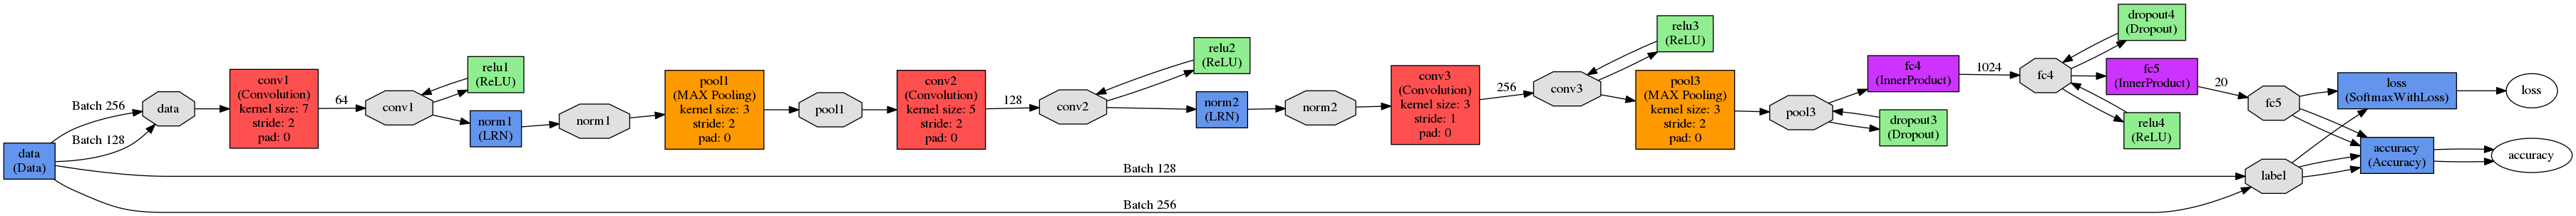 data
(Data)
Batch 256
Batch 128
data
conv1
(Convolution)
kernel size: 7
stride: 2
pad: 0
64
conv1
relu1
(ReLU)
norm1
(LRN)
norm1
pool1
(MAX Pooling)
kernel size: 3
stride: 2
pad: 0
pool1
conv2
(Convolution)
kernel size: 5
stride: 2
pad: 0
128
conv2
relu2
(ReLU)
norm2
(LRN)
norm2
conv3
(Convolution)
kernel size: 3
stride: 1
pad: 0
256
conv3
relu3
(ReLU)
pool3
(MAX Pooling)
kernel size: 3
stride: 2
pad: 0
pool3
fc4
(InnerProduct)
dropout3
(Dropout)
1024
fc4
dropout4
(Dropout)
fc5
(InnerProduct)
relu4
(ReLU)
20
fc5
loss
(SoftmaxWithLoss)
loss
accuracy
(Accuracy)
accuracy
Batch 128
label
Batch 256